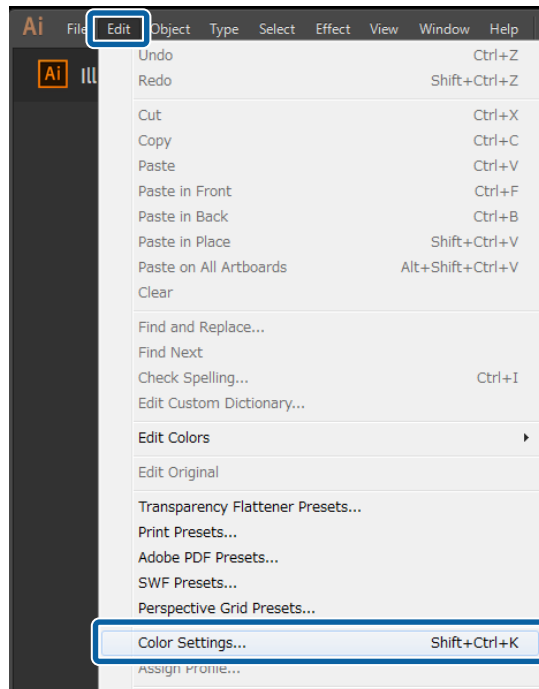 Ai File Edit Object Type Select Effect View Window Help
Ai Ill
Undo Ctrl+Z
Redo Shift+Ctrl+Z
Cut Ctrl+X
Copy Ctrl+C
Paste Ctrl+V
Paste in Front Ctrl+F
Paste in Back Ctrl+B
Paste in Place Shift+Ctrl+V
Paste on All Artboards Alt+Shift+Ctrl+V
Clear
Find and Replace...
Find Next
Check Spelling... Ctrl+I
Edit Custom Dictionary...
Edit Colors
Edit Original
Transparency Flattener Presets...
Print Presets...
Adobe PDF Presets...
SWF Presets...
Perspective Grid Presets...
Color Settings... Shift+Ctrl+K
Assign Profile...